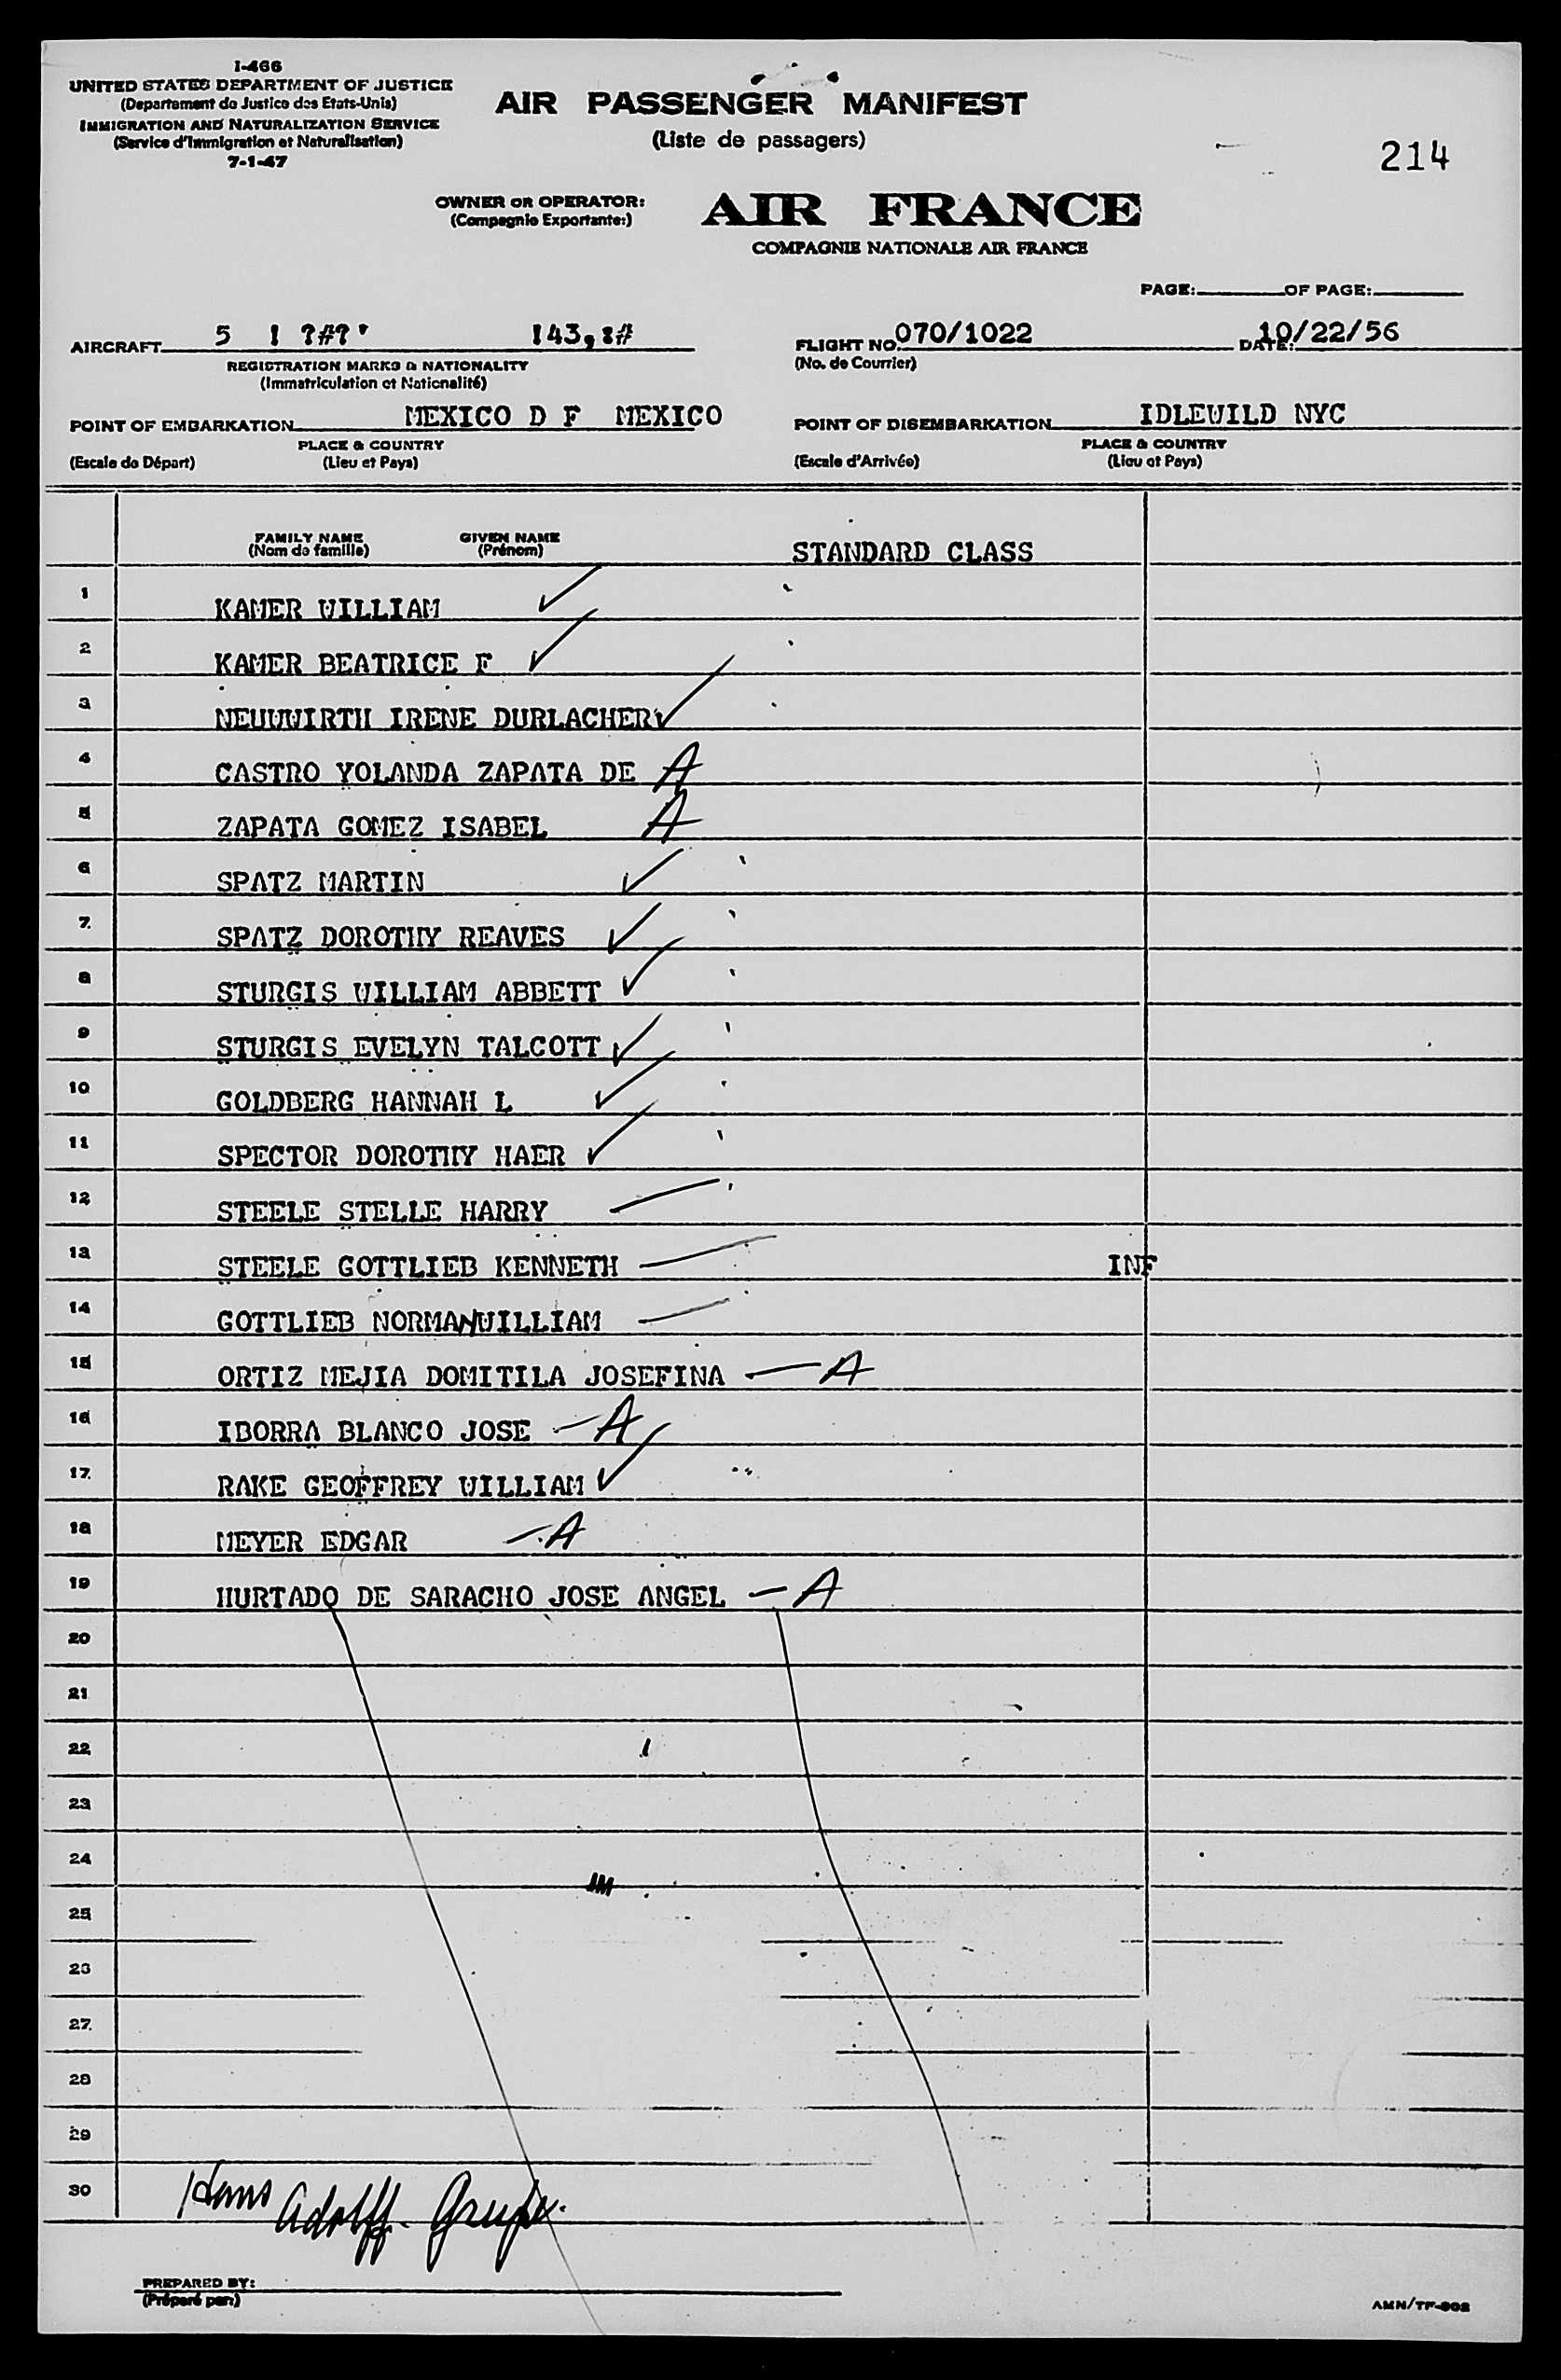 I-466
UNITED STATES DEPARTMENT OF JUSTICE
(Departement de Justice des Etats-Unis)
IMMIGRATION AND NATURALIZATION SERVICE
(Service d'Immigration et Naturalisation)
7-1-47
AIR PASSENGER MANIFEST
(Liste de passagers)
214
OWNER OR OPERATOR: AIR FRANCE
(Compagnie Exportante:)
COMPAGNIE NATIONALE AIR FRANCE
PAGE: OF PAGE:
AIRCRAFT 5 ! ?#?' !43,8# FLIGHT NO. 070/1022 DATE: 10/22/56
REGISTRATION MARKS & NATIONALITY (No. de Courrier)
(Immatriculation et Nationalité)
POINT OF EMBARKATION MEXICO D F MEXICO POINT OF DISEMBARKATION IDLEWILD NYC
PLACE & COUNTRY PLACE & COUNTRY
(Escale de Départ) (Lieu et Pays) (Escale d'Arrivée) (Lieu et Pays)
FAMILY NAME GIVEN NAME
(Nom de famille) (Prénom) STANDARD CLASS
1 KAMER WILLIAM
2 KAMER BEATRICE F
3 NEUWIRTH IRENE DURLACHER
4 CASTRO YOLANDA ZAPATA DE A
5 ZAPATA GOMEZ ISABEL A
6 SPATZ MARTIN
7 SPATZ DOROTHY REAVES
8 STURGIS WILLIAM ABBETT
9 STURGIS EVELYN TALCOTT
10 GOLDBERG HANNAH L
11 SPECTOR DOROTHY HAER
12 STEELE STELLE HARRY
13 STEELE GOTTLIEB KENNETH INF
14 GOTTLIEB NORMAN WILLIAM
15 ORTIZ MEJIA DOMITILA JOSEFINA A
16 IBORRA BLANCO JOSE A
17 RAKE GEOFFREY WILLIAM
18 MEYER EDGAR A
19 HURTADO DE SARACHO JOSE ANGEL A
20
21
22
23
24
25
26
27
28
29
30 Hans Adolff
PREPARED BY:
(Préparé par:)
AMN/TF-902